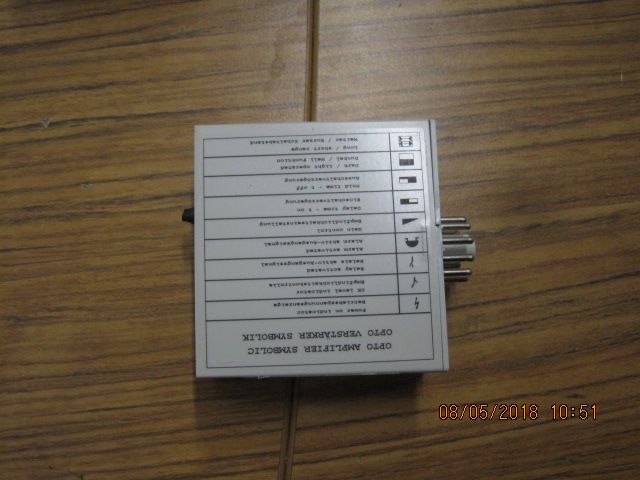 OPTO AMPLIFIER SYMBOLIC
OPTO VERSTÄRKER SYMBOLIK
Power on indicator
Betriebsspannungsanzeige
OK level indicator
Empfindlichkeitskontrolle
Relay activated
Relais aktiv-Ausgangssignal
Alarm activated
Alarm aktiv-Ausgangssignal
Gain control
Empfindlichkeitseinstellung
Delay time - t on
Einschaltverzögerung
Hold time - t off
Ausschaltverzögerung
Dark / Light operated
Dunkel / Hell Funktion
Long / short range
Weiter / Kurzer Schaltabstand
08/05/2018 10:51